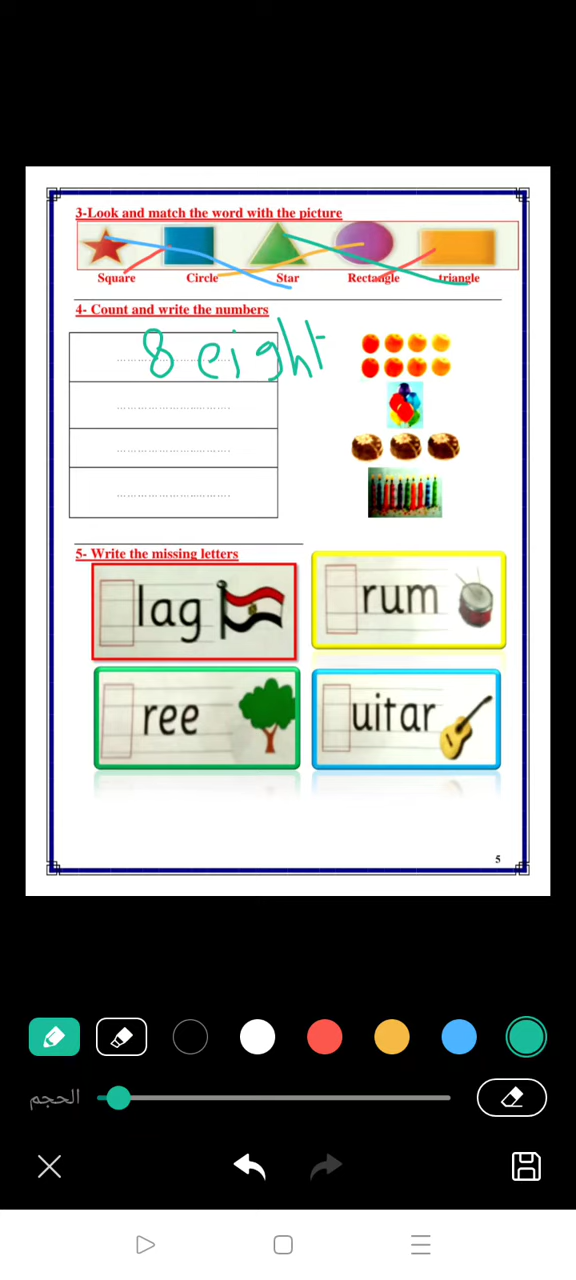 3-Look and match the word with the picture
Square Circle Star Rectangle triangle
4- Count and write the numbers
8 eight
5- Write the missing letters
lag
rum
ree
uitar
5
الحجم